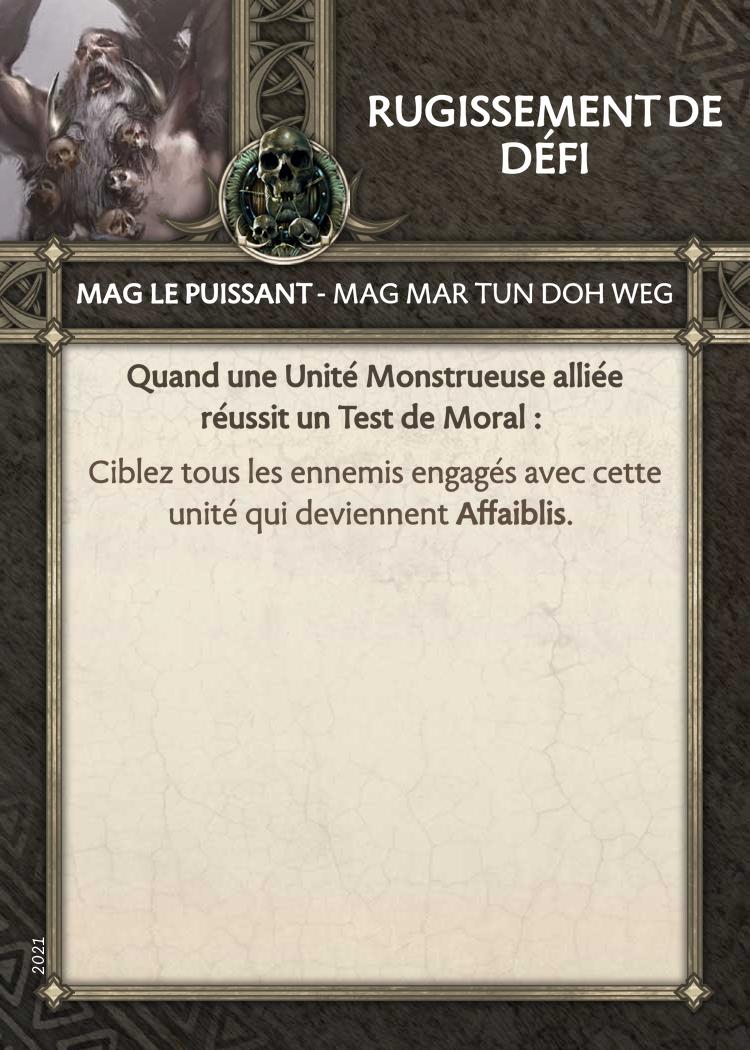 RUGISSEMENT DE
DÉFI
MAG LE PUISSANT - MAG MAR TUN DOH WEG
Quand une Unité Monstrueuse alliée
réussit un Test de Moral :
Ciblez tous les ennemis engagés avec cette
unité qui deviennent Affaiblis.
2021